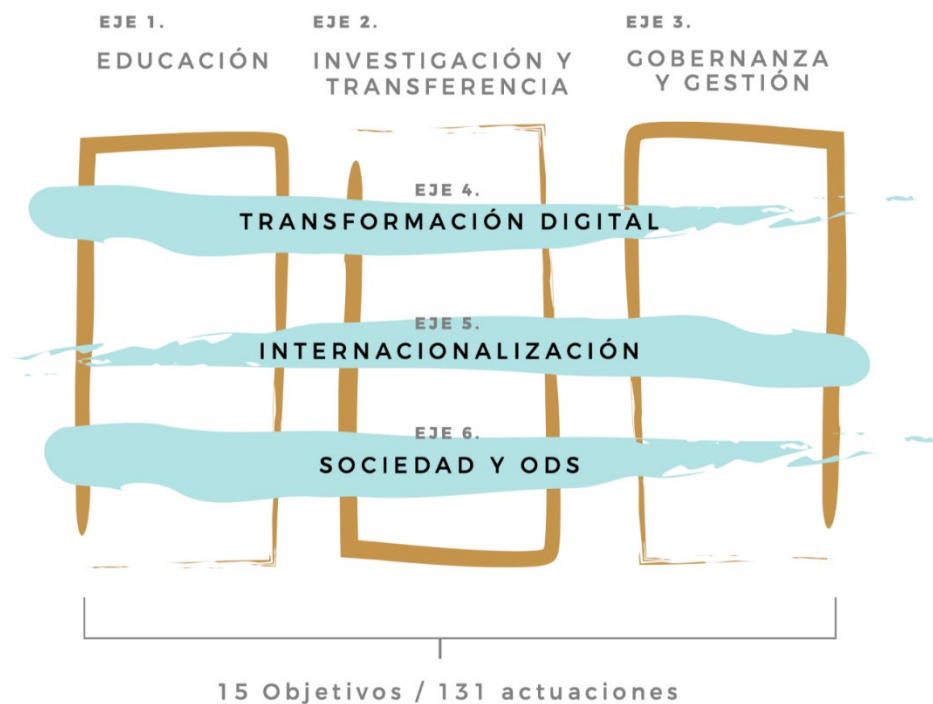 EJE 1.
EDUCACIÓN
EJE 2.
INVESTIGACIÓN Y
TRANSFERENCIA
EJE 3.
GOBERNANZA
Y GESTIÓN
EJE 4.
TRANSFORMACIÓN DIGITAL
EJE 5.
INTERNACIONALIZACIÓN
EJE 6.
SOCIEDAD Y ODS
15 Objetivos / 131 actuaciones